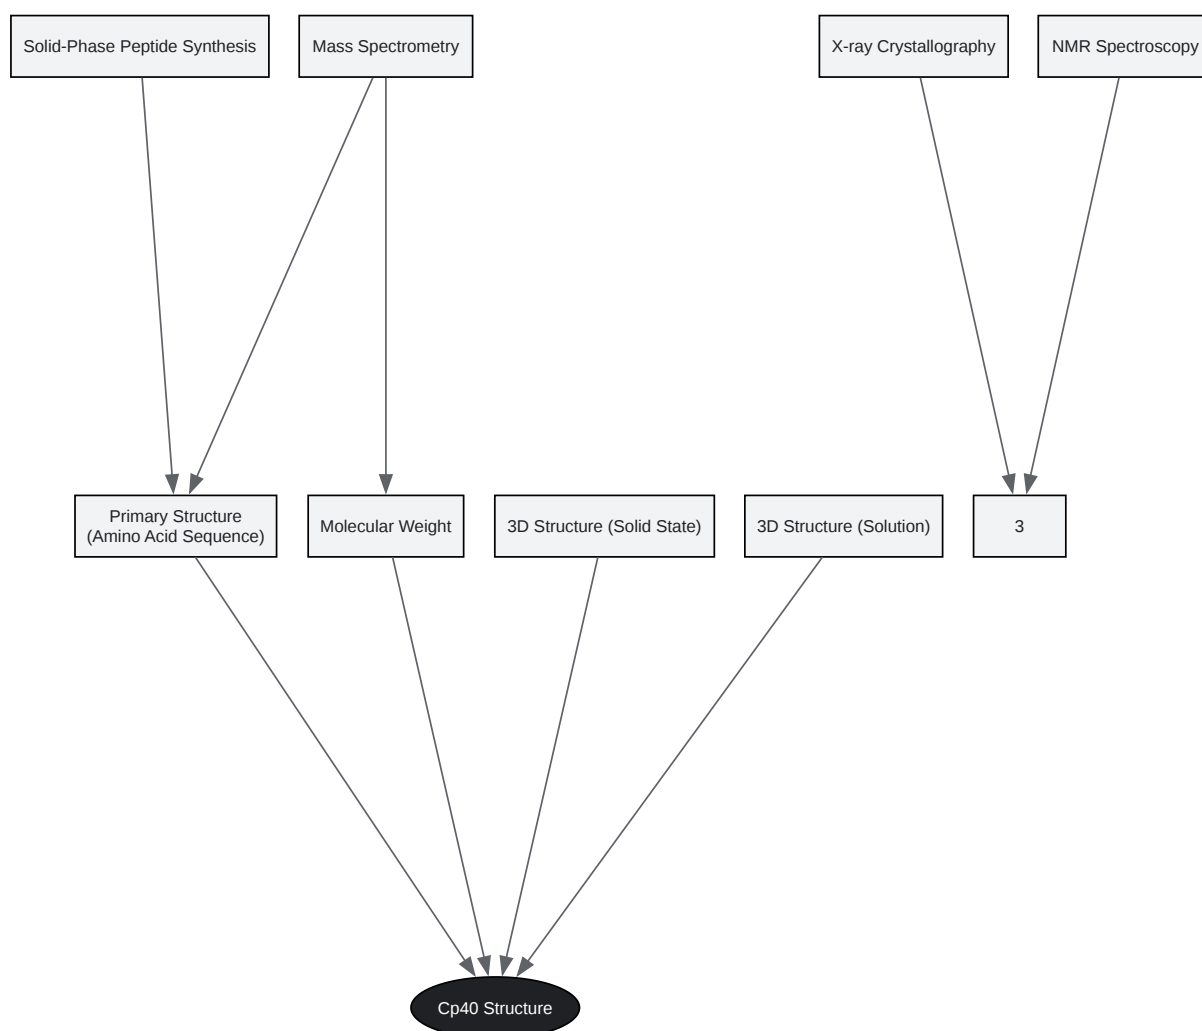 Solid-Phase Peptide Synthesis
Mass Spectrometry
X-ray Crystallography
NMR Spectroscopy
Primary Structure
(Amino Acid Sequence)
Molecular Weight
3D Structure (Solid State)
3D Structure (Solution)
3
Cp40 Structure